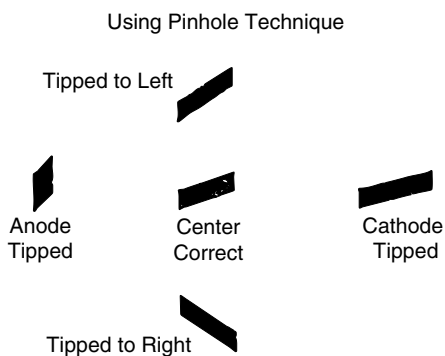 Using Pinhole Technique
Tipped to Left
Anode
Tipped
Center
Correct
Cathode
Tipped
Tipped to Right